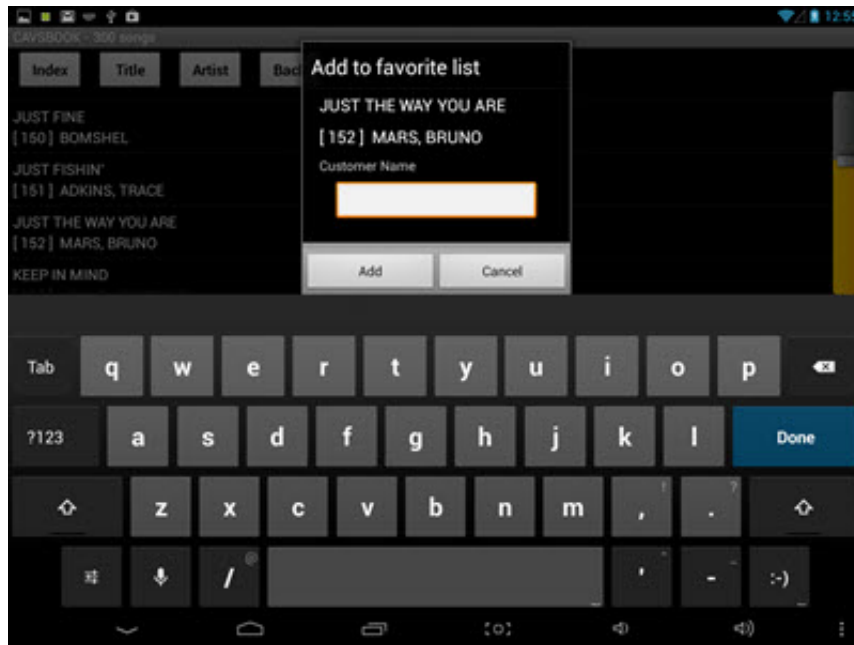 12:55
CAVSBOOK - 300 songs
Index Title Artist Bac
Add to favorite list
JUST THE WAY YOU ARE
[ 152 ] MARS, BRUNO
Customer Name
Add Cancel
JUST FINE
[ 150 ] BOMSHEL
JUST FISHIN'
[ 151 ] ADKINS, TRACE
JUST THE WAY YOU ARE
[ 152 ] MARS, BRUNO
KEEP IN MIND
Tab q w e r t y u i o p
?123 a s d f g h j k l Done
z x c v b n m , ! . ?
/ @ ' - :-)